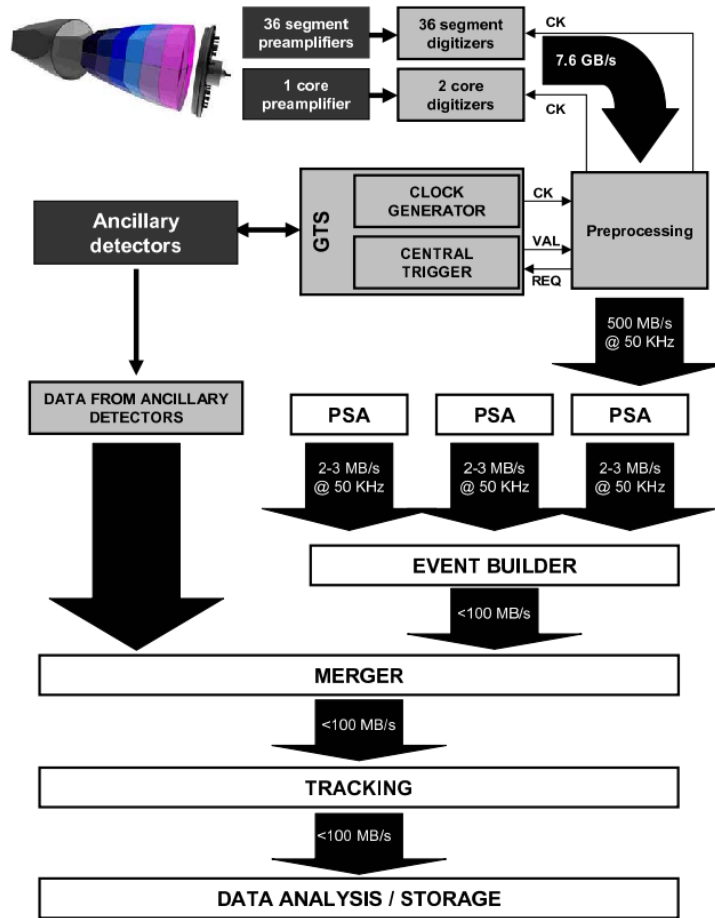 36 segment
preamplifiers
36 segment
digitizers
CK
7.6 GB/s
1 core
preamplifier
2 core
digitizers
CK
GTS
CLOCK
GENERATOR
CK
Preprocessing
Ancillary
detectors
CENTRAL
TRIGGER
VAL
REQ
500 MB/s
@ 50 KHz
DATA FROM ANCILLARY
DETECTORS
PSA
PSA
PSA
2-3 MB/s
@ 50 KHz
2-3 MB/s
@ 50 KHz
2-3 MB/s
@ 50 KHz
EVENT BUILDER
<100 MB/s
MERGER
<100 MB/s
TRACKING
<100 MB/s
DATA ANALYSIS / STORAGE